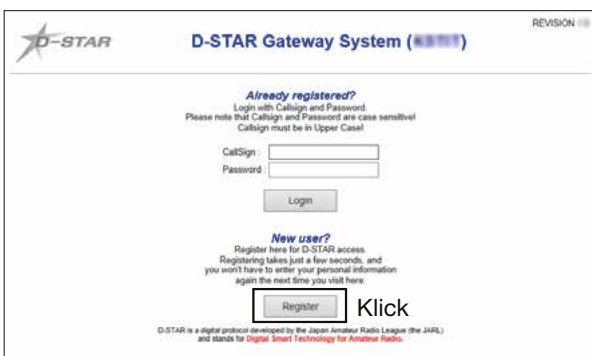 REVISION
D-STAR
D-STAR Gateway System ( )
Already registered?
Login with Callsign and Password.
Please note that Callsign and Password are case sensitive!
Callsign must be in Upper Case!
CallSign :
Password :
Login
New user?
Register here for D-STAR access.
Registering takes just a few seconds, and
you won't have to enter your personal information
again the next time you visit here.
Register
Klick
D-STAR is a digital protocol developed by the Japan Amateur Radio League (the JARL)
and stands for Digital Smart Technology for Amateur Radio.